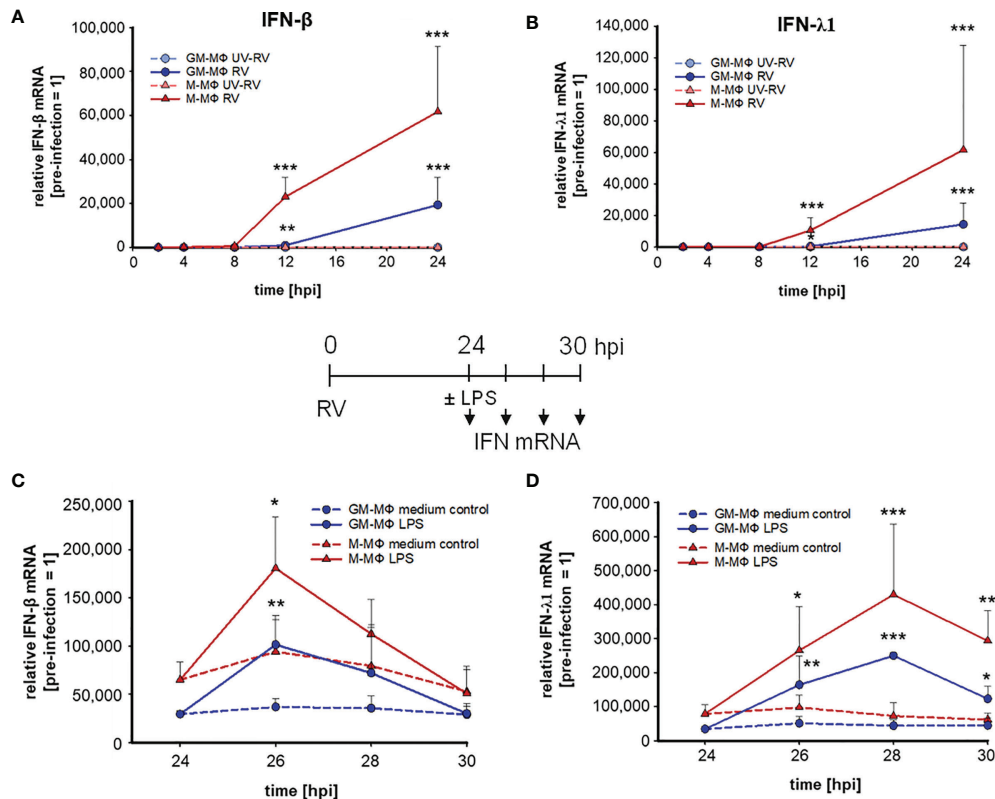 A
IFN-β
relative IFN-β mRNA
[pre-infection = 1]
100,000
80,000
60,000
40,000
20,000
0
GM-MΦ UV-RV
GM-MΦ RV
M-MΦ UV-RV
M-MΦ RV
***
***
***
**
0 4 8 12 16 20 24
time [hpi]
B
IFN-λ1
relative IFN-λ1 mRNA
[pre-infection = 1]
140,000
120,000
100,000
80,000
60,000
40,000
20,000
0
GM-MΦ UV-RV
GM-MΦ RV
M-MΦ UV-RV
M-MΦ RV
***
***
***
*
0 4 8 12 16 20 24
time [hpi]
0 24 30 hpi
± LPS
RV
IFN mRNA
C
relative IFN-β mRNA
[pre-infection = 1]
250,000
200,000
150,000
100,000
50,000
0
GM-MΦ medium control
GM-MΦ LPS
M-MΦ medium control
M-MΦ LPS
*
**
24 26 28 30
time [hpi]
D
relative IFN-λ1 mRNA
[pre-infection = 1]
700,000
600,000
500,000
400,000
300,000
200,000
100,000
0
GM-MΦ medium control
GM-MΦ LPS
M-MΦ medium control
M-MΦ LPS
***
*
**
**
***
*
24 26 28 30
time [hpi]